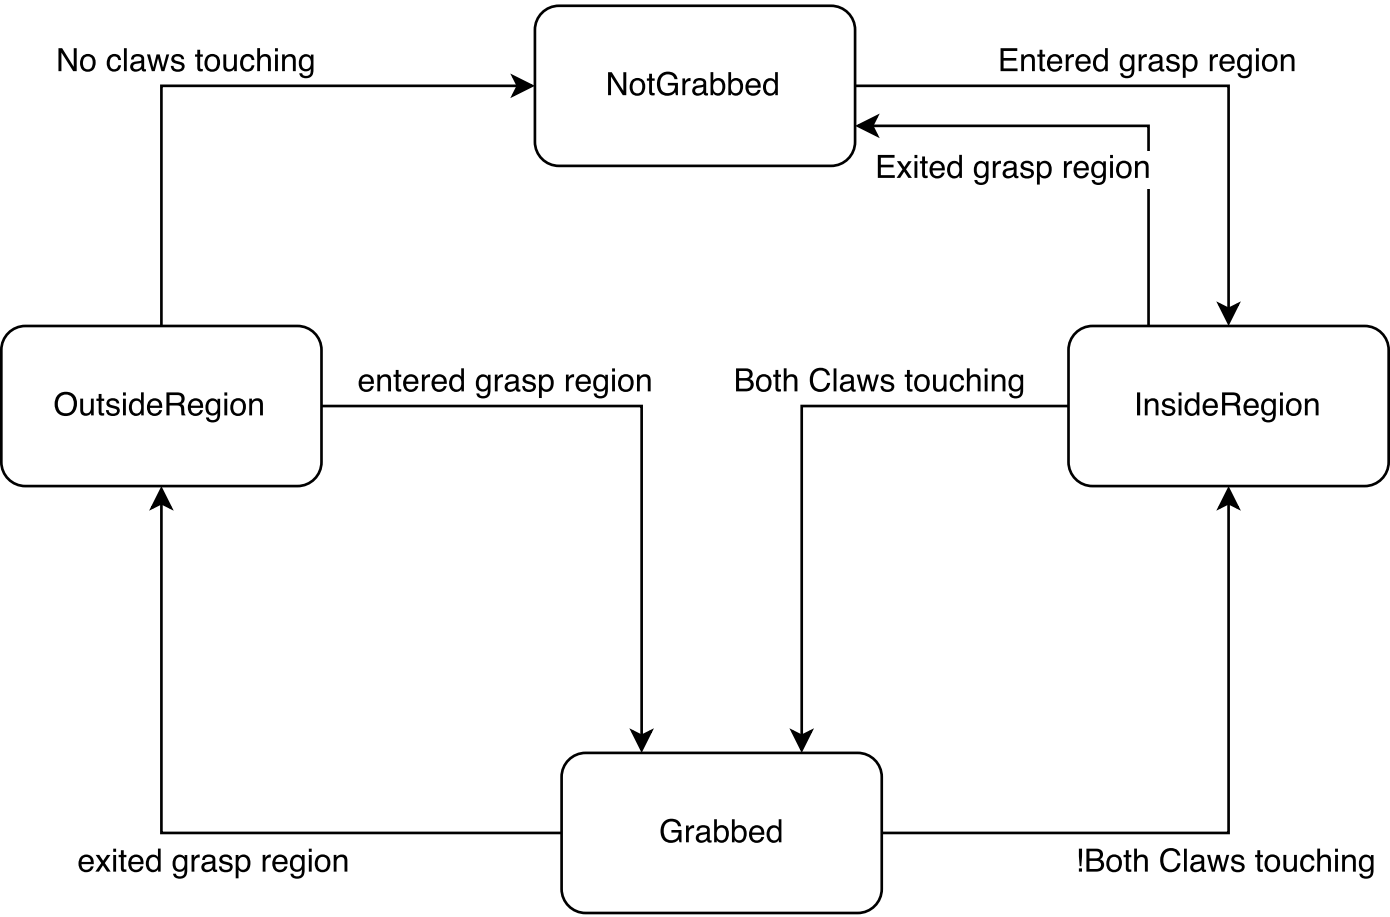 No claws touching
NotGrabbed
Entered grasp region
Exited grasp region
OutsideRegion
entered grasp region
Both Claws touching
InsideRegion
Grabbed
exited grasp region
!Both Claws touching